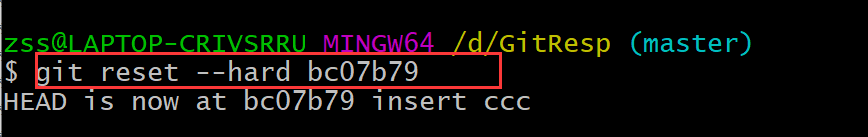 zss@LAPTOP-CRIVSRRU MINGW64 /d/GitResp (master)
$ git reset --hard bc07b79
HEAD is now at bc07b79 insert ccc